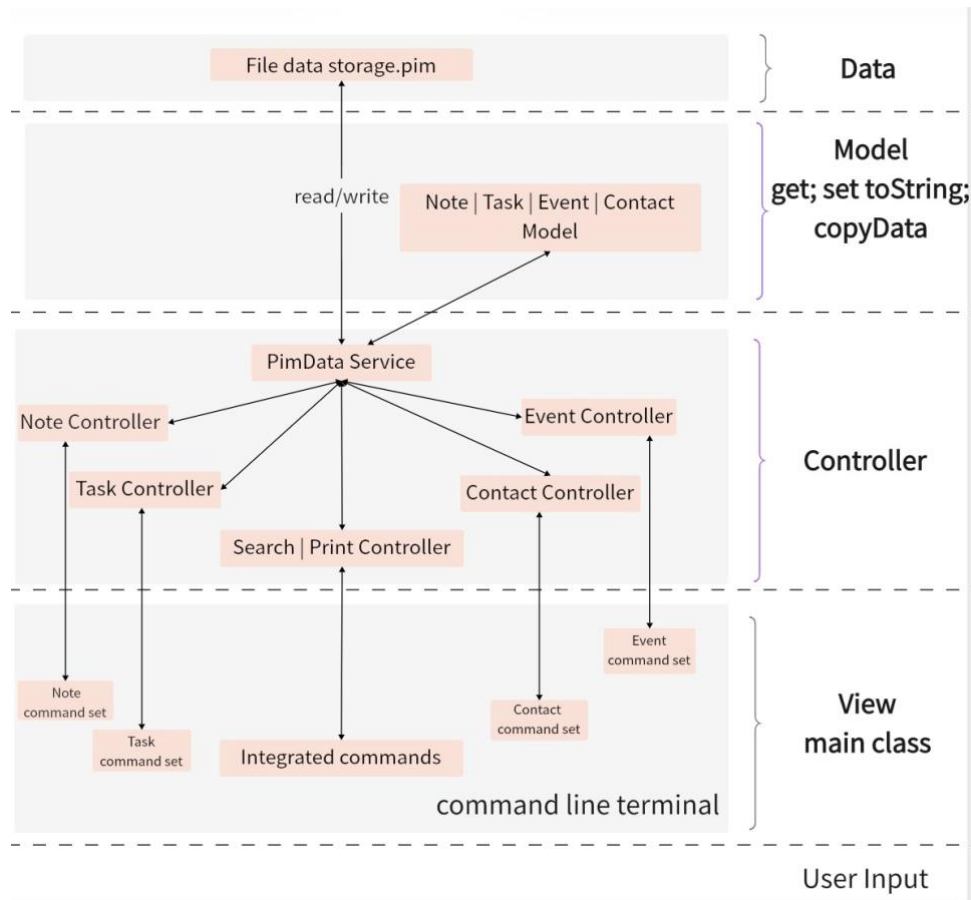 File data storage.pim
Data
Model
get; set toString;
copyData
read/write
Note | Task | Event | Contact
Model
PimData Service
Note Controller
Event Controller
Task Controller
Contact Controller
Controller
Search | Print Controller
Event
command set
Note
command set
Contact
command set
Task
command set
Integrated commands
View
main class
command line terminal
User Input